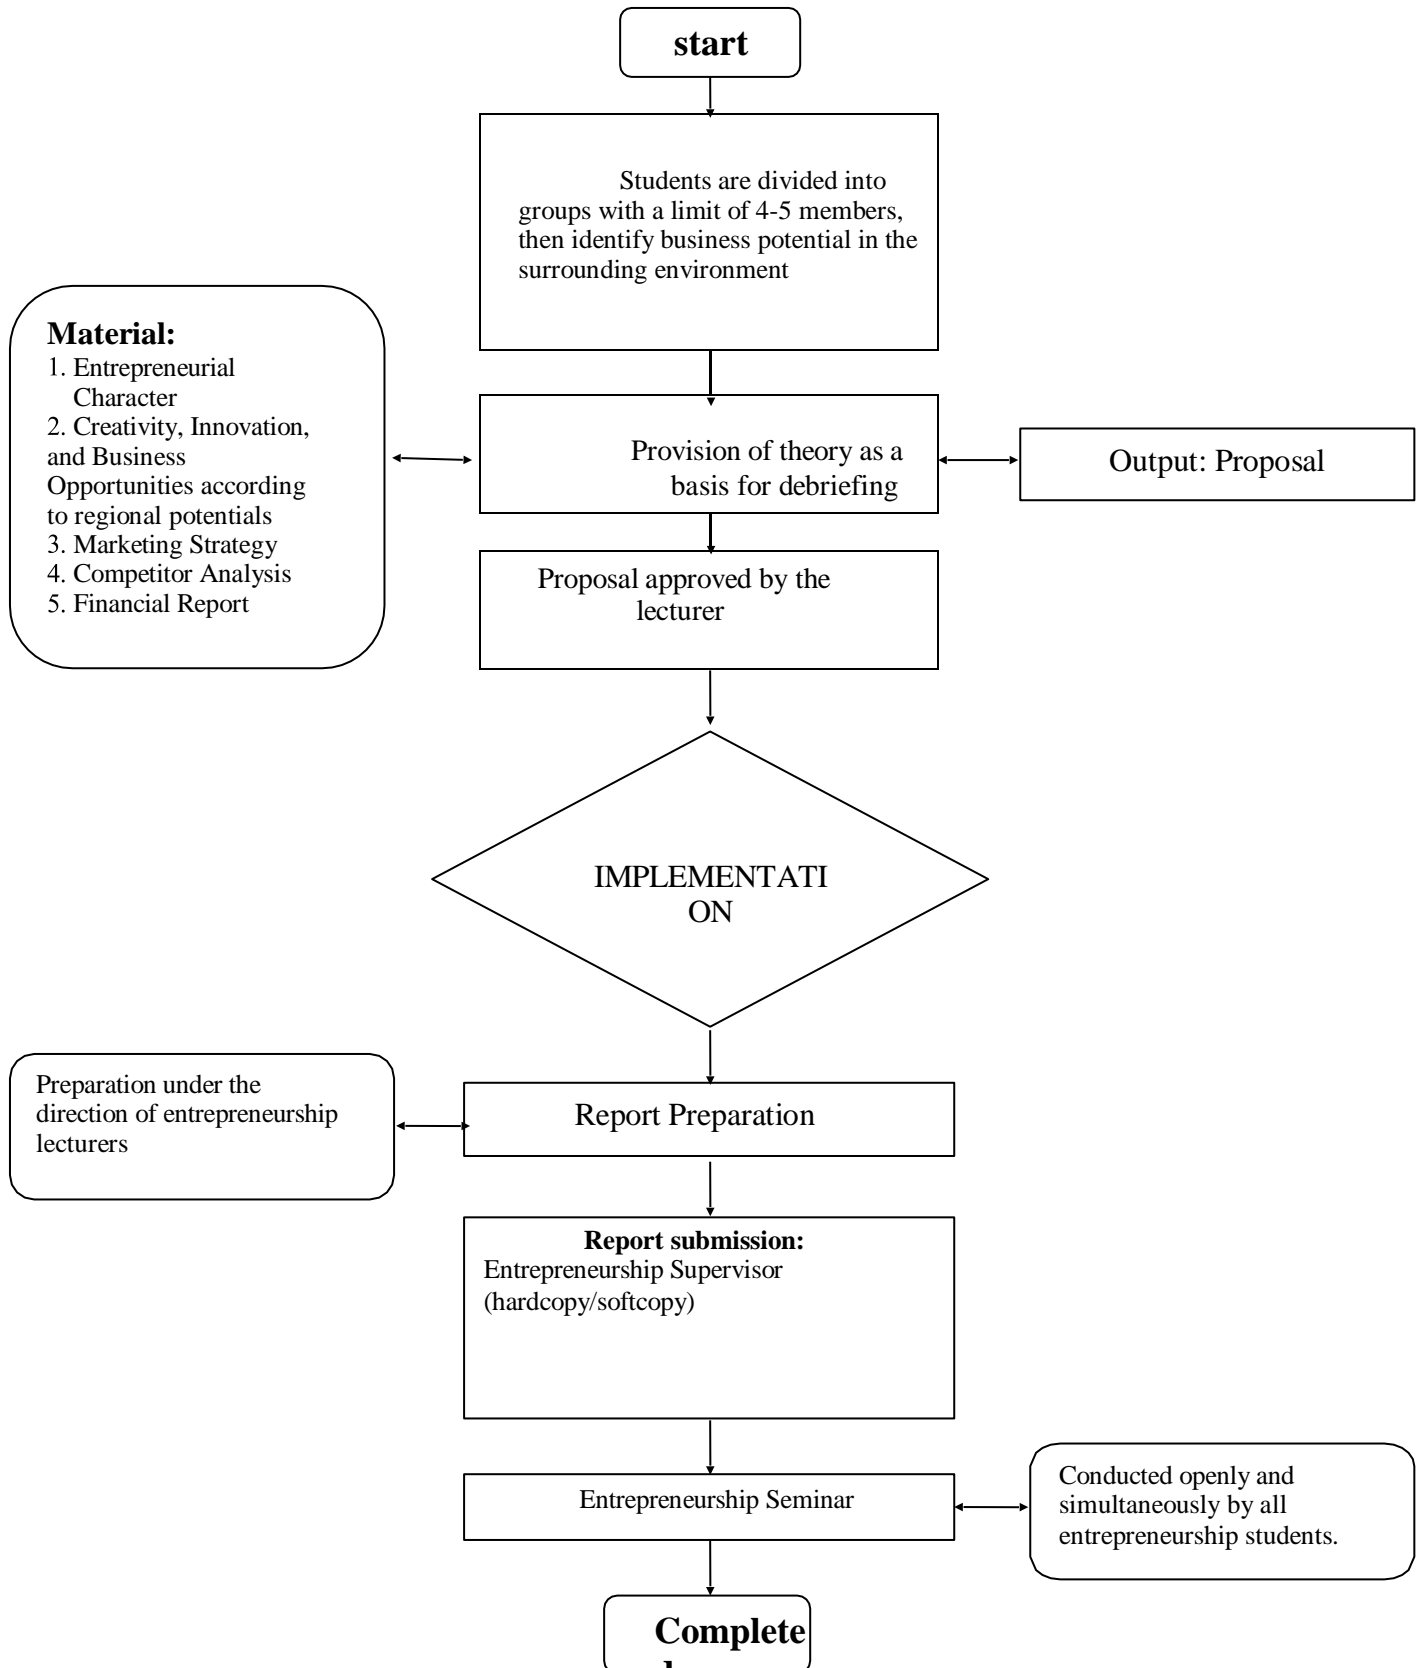 start
Students are divided into
groups with a limit of 4-5 members,
then identify business potential in the
surrounding environment
Material:
1. Entrepreneurial
Character
2. Creativity, Innovation,
and Business
Opportunities according
to regional potentials
3. Marketing Strategy
4. Competitor Analysis
5. Financial Report
Provision of theory as a
basis for debriefing
Output: Proposal
Proposal approved by the
lecturer
IMPLEMENTATI
ON
Preparation under the
direction of entrepreneurship
lecturers
Report Preparation
Report submission:
Entrepreneurship Supervisor
(hardcopy/softcopy)
Entrepreneurship Seminar
Conducted openly and
simultaneously by all
entrepreneurship students.
Complete